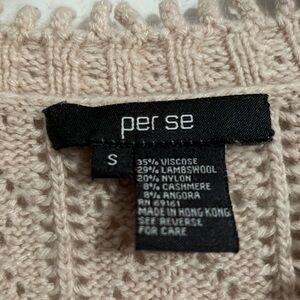 per se
S
35% VISCOSE
29% LAMBSWOOL
20% NYLON
8% CASHMERE
8% ANGORA
RN 69161
MADE IN HONG KONG
SEE REVERSE
FOR CARE